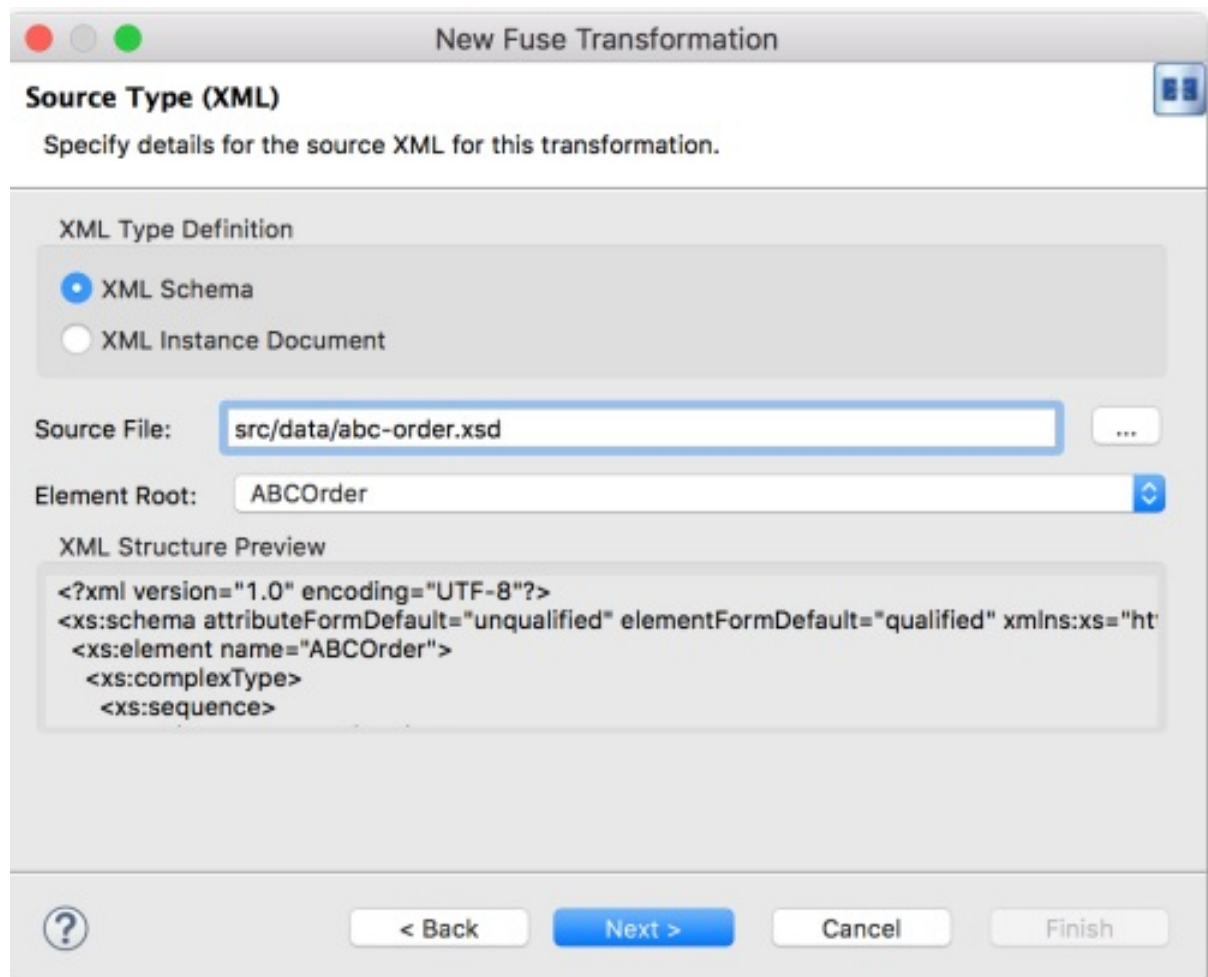 New Fuse Transformation
Source Type (XML)
Specify details for the source XML for this transformation.
XML Type Definition
XML Schema
XML Instance Document
Source File: src/data/abc-order.xsd ...
Element Root: ABCOrder
XML Structure Preview
<?xml version="1.0" encoding="UTF-8"?>
<xs:schema attributeFormDefault="unqualified" elementFormDefault="qualified" xmlns:xs="ht
<xs:element name="ABCOrder">
<xs:complexType>
<xs:sequence>
? < Back Next > Cancel Finish